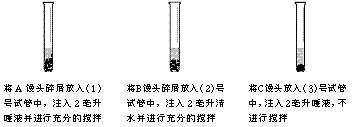 将A馒头碎屑放入(1)
号试管中，注入2毫升
唾液并进行充分的搅拌
将B馒头碎屑放入(2)号
试管中，注入2毫升清
水并进行充分的搅拌
将C馒头块放入(3)号试管
中，注入2毫升唾液，不
进行搅拌